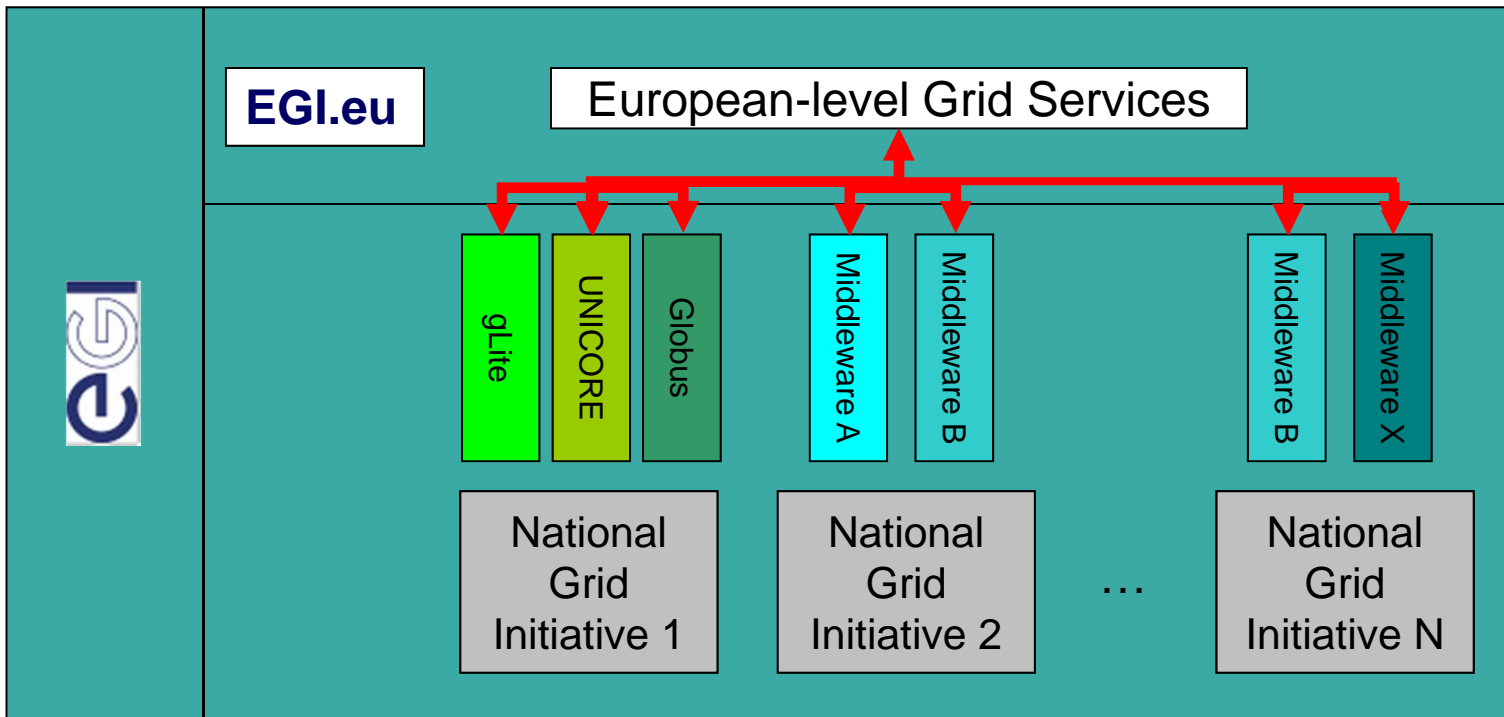 EGI.eu
European-level Grid Services
gLite
UNICORE
Globus
Middleware A
Middleware B
Middleware B
Middleware X
National
Grid
Initiative 1
National
Grid
Initiative 2
…
National
Grid
Initiative N
eGI